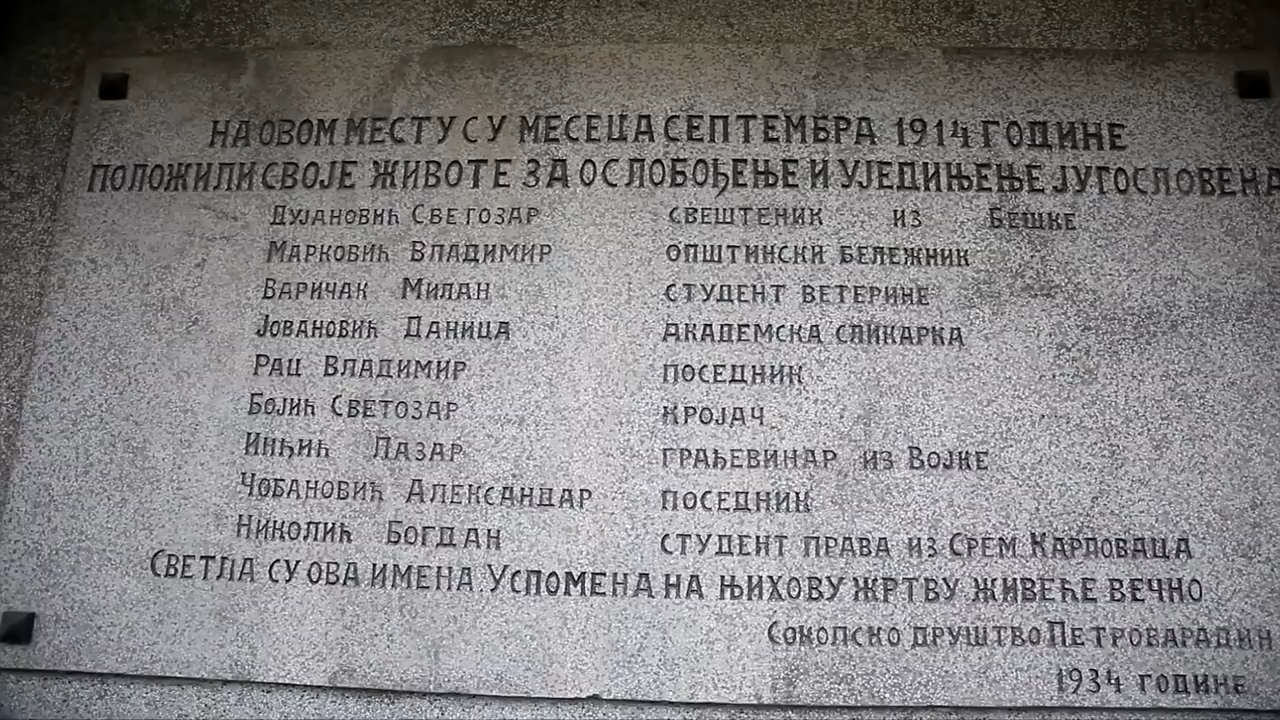 НА ОВОМ МЕСТУ СУ МЕСЕЦА СЕПТЕМБРА 1914 ГОДИНЕ
ПОЛОЖИЛИ СВОЈЕ ЖИВОТЕ ЗА ОСЛОБОЂЕЊЕ И УЈЕДИЊЕЊЕ ЈУГОСЛОВЕНА
ДУЈАНОВИЋ СВЕТОЗАР СВЕШТЕНИК ИЗ БЕШКЕ
МАРКОВИЋ ВЛАДИМИР ОПШТИНСКИ БЕЛЕЖНИК
ВАРИЧАК МИЛАН СТУДЕНТ ВЕТЕРИНЕ
ЈОВАНОВИЋ ДАНИЦА АКАДЕМСКА СЛИКАРКА
РАЦ ВЛАДИМИР ПОСЕДНИК
БОЈИЋ СВЕТОЗАР КРОЈАЧ
ИНЂИЋ ЛАЗАР ГРАЂЕВИНАР ИЗ ВОЈКЕ
ЧОБАНОВИЋ АЛЕКСАНДАР ПОСЕДНИК
НИКОЛИЋ БОГДАН СТУДЕНТ ПРАВА ИЗ СРЕМ КАРЛОВАЦА
СВЕТЛА СУ ОВА ИМЕНА. УСПОМЕНА НА ЊИХОВУ ЖРТВУ ЖИВЕЋЕ ВЕЧНО
СОКОЛСКО ДРУШТВО ПЕТРОВАРАДИН
1934 ГОДИНЕ